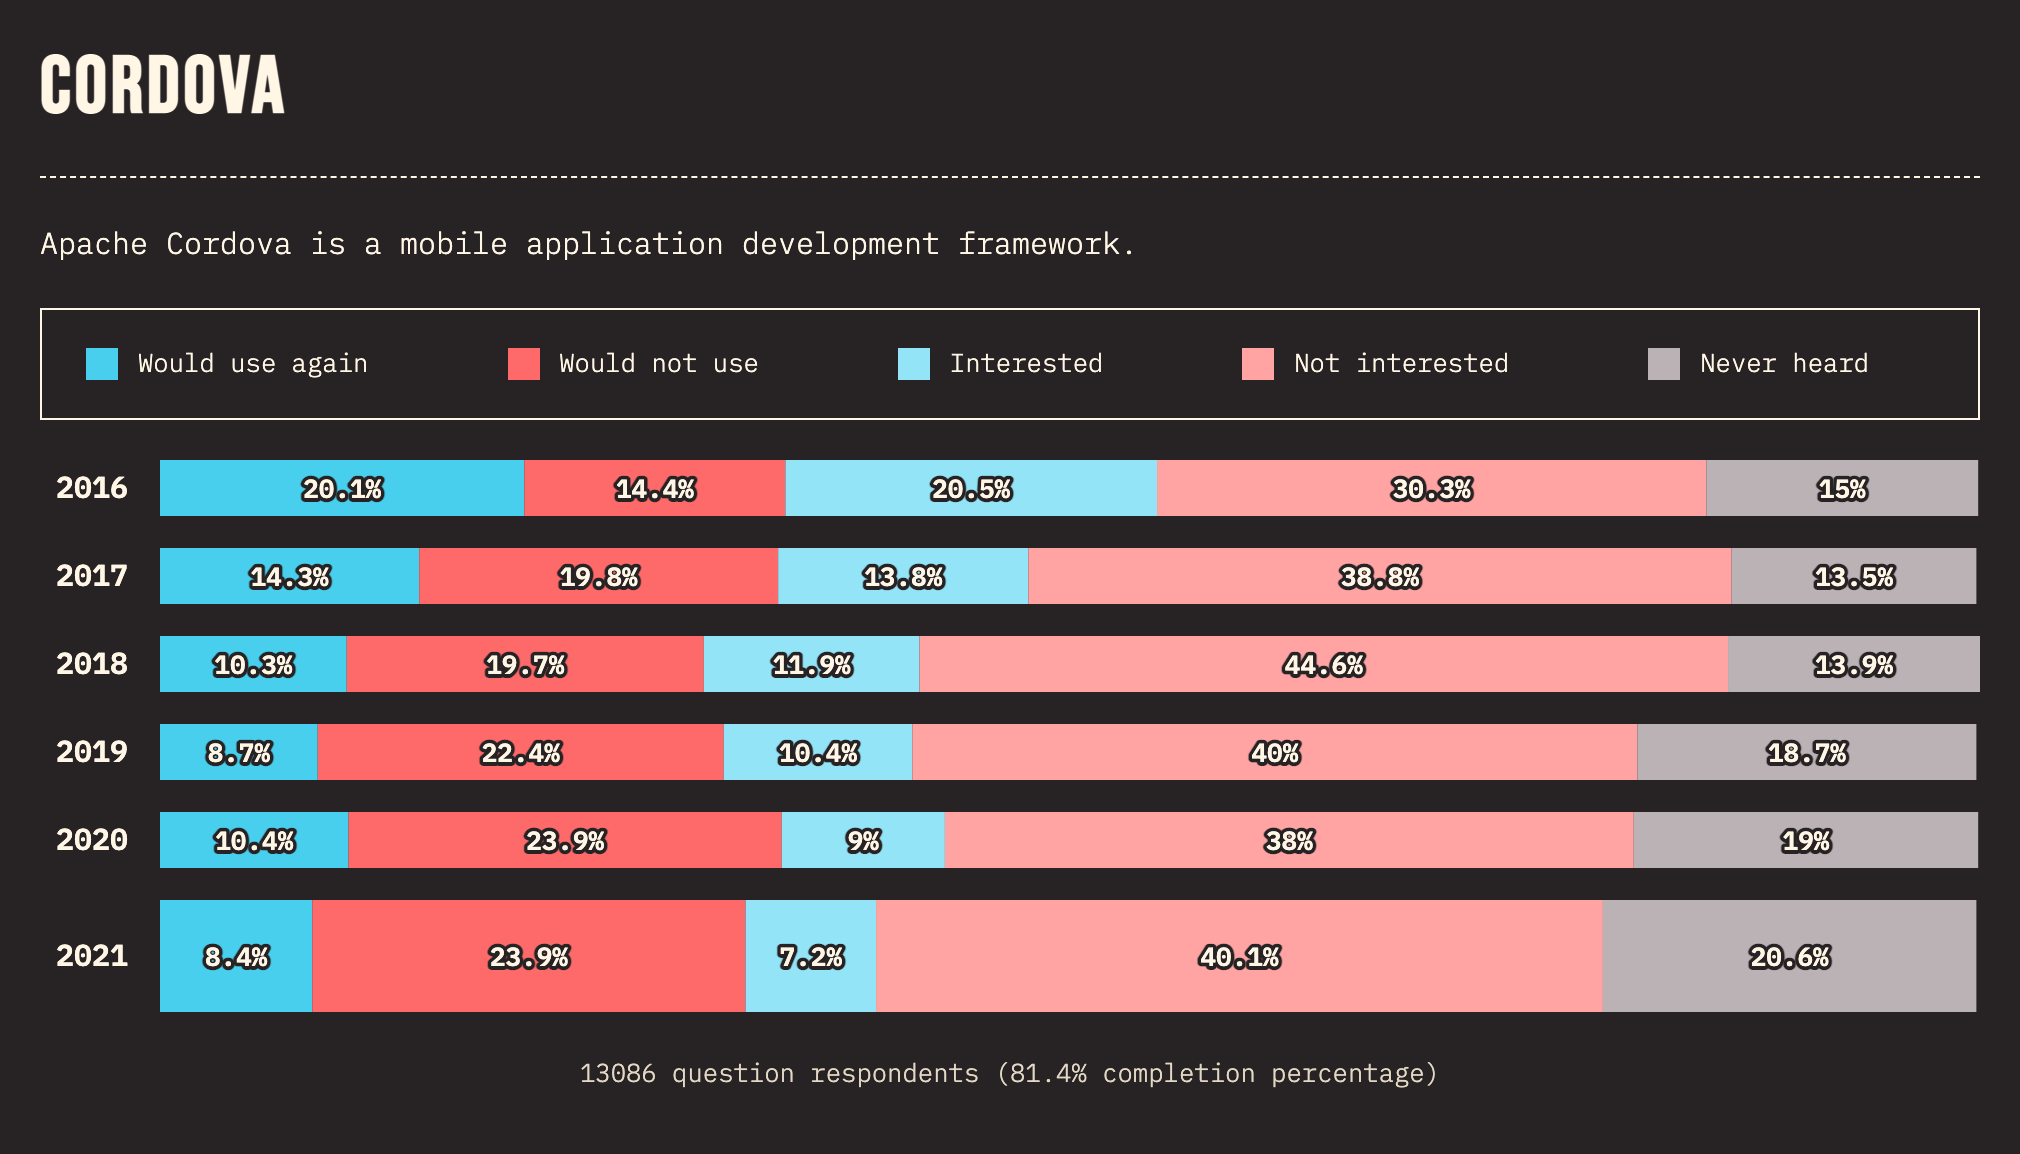 CORDOVA
Apache Cordova is a mobile application development framework.
Would use again Would not use Interested Not interested Never heard
2016 20.1% 14.4% 20.5% 30.3% 15%
2017 14.3% 19.8% 13.8% 38.8% 13.5%
2018 10.3% 19.7% 11.9% 44.6% 13.9%
2019 8.7% 22.4% 10.4% 40% 18.7%
2020 10.4% 23.9% 9% 38% 19%
2021 8.4% 23.9% 7.2% 40.1% 20.6%
13086 question respondents (81.4% completion percentage)